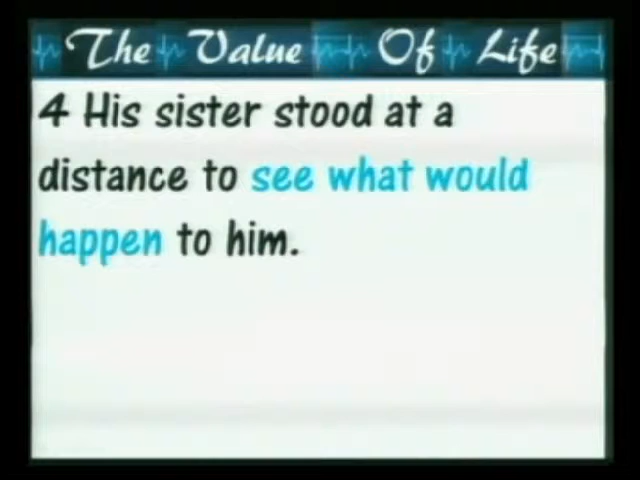 The Value Of Life
4 His sister stood at a
distance to see what would
happen to him.